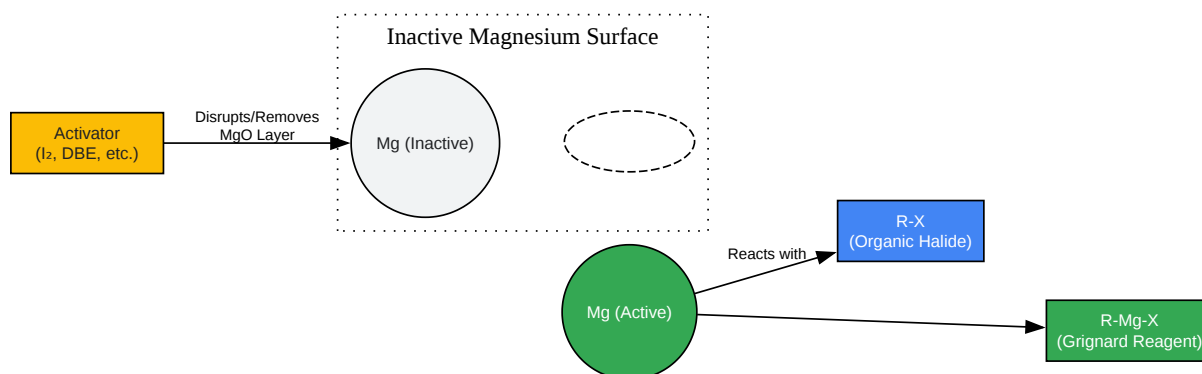 Inactive Magnesium Surface
Activator
(I₂, DBE, etc.)
Disrupts/Removes
MgO Layer
Mg (Inactive)
R-X
(Organic Halide)
Reacts with
Mg (Active)
R-Mg-X
(Grignard Reagent)